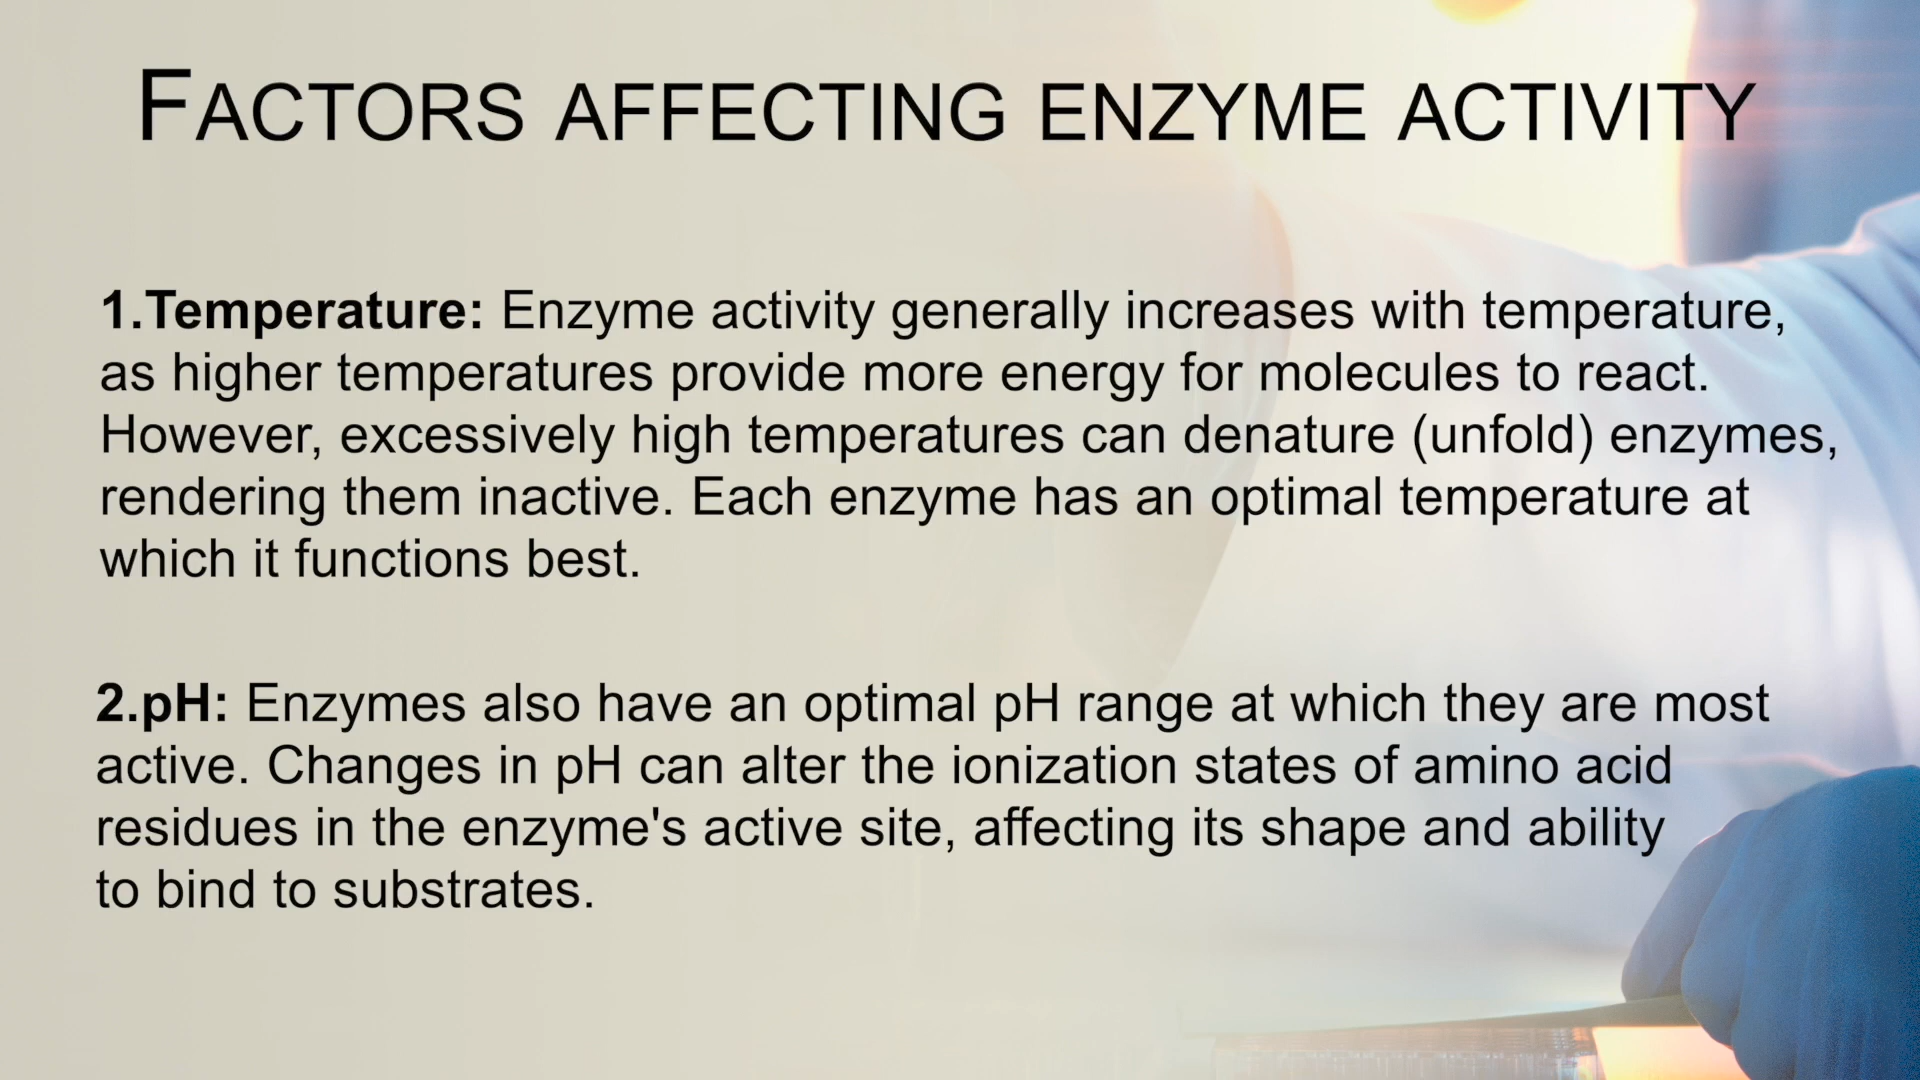 FACTORS AFFECTING ENZYME ACTIVITY
1.Temperature: Enzyme activity generally increases with temperature,
as higher temperatures provide more energy for molecules to react.
However, excessively high temperatures can denature (unfold) enzymes,
rendering them inactive. Each enzyme has an optimal temperature at
which it functions best.
2.pH: Enzymes also have an optimal pH range at which they are most
active. Changes in pH can alter the ionization states of amino acid
residues in the enzyme's active site, affecting its shape and ability
to bind to substrates.